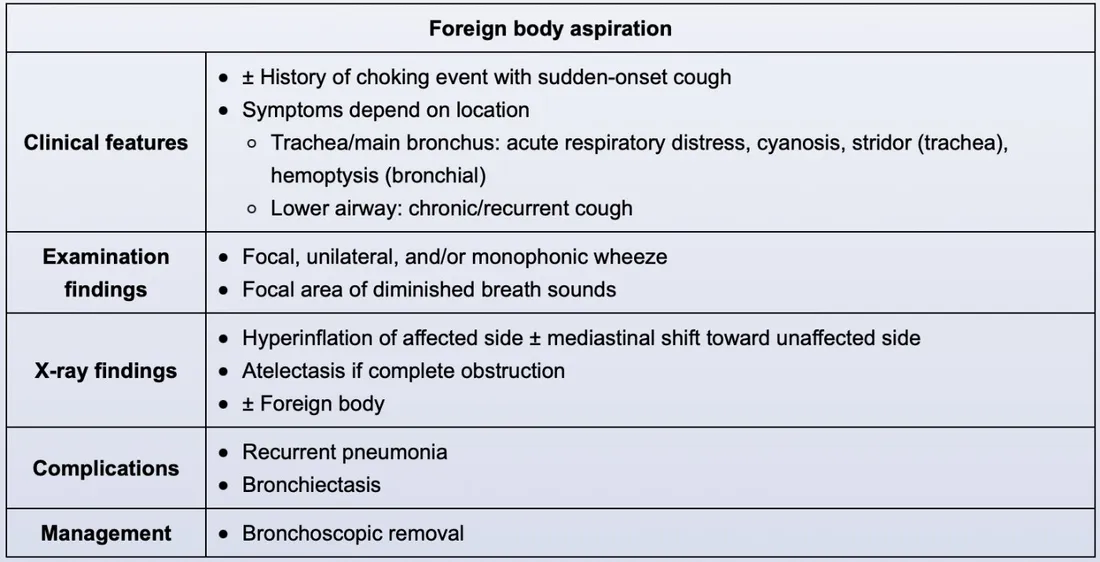 Foreign body aspiration
Clinical features
● ± History of choking event with sudden-onset cough
● Symptoms depend on location
○ Trachea/main bronchus: acute respiratory distress, cyanosis, stridor (trachea),
hemoptysis (bronchial)
○ Lower airway: chronic/recurrent cough
Examination
findings
● Focal, unilateral, and/or monophonic wheeze
● Focal area of diminished breath sounds
X-ray findings
● Hyperinflation of affected side ± mediastinal shift toward unaffected side
● Atelectasis if complete obstruction
● ± Foreign body
Complications
● Recurrent pneumonia
● Bronchiectasis
Management
● Bronchoscopic removal